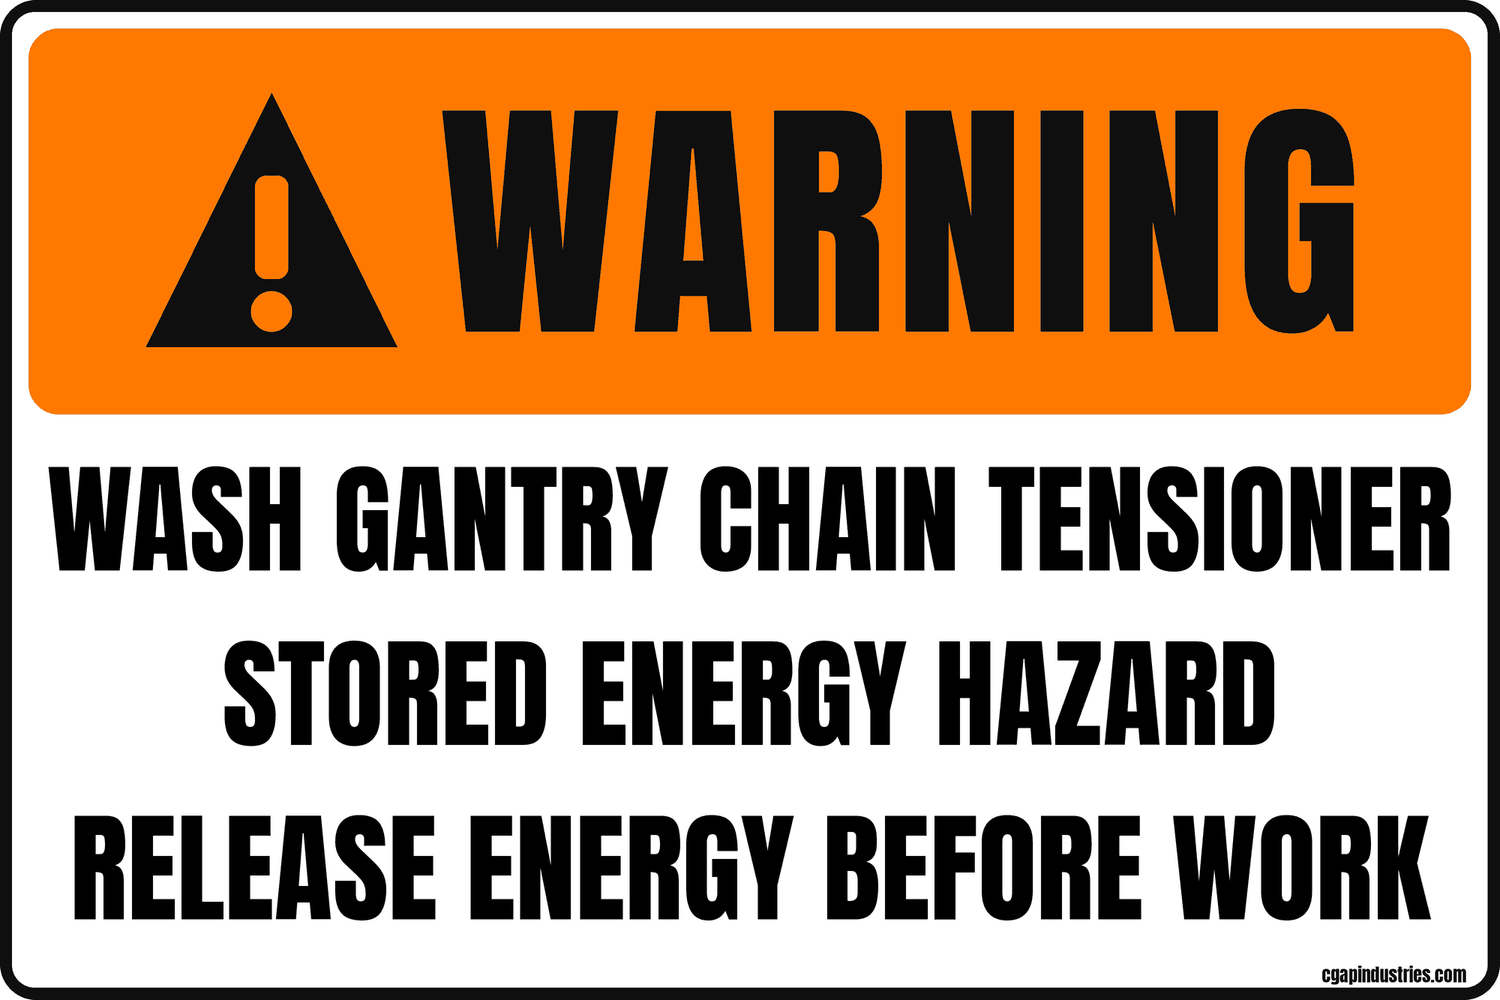 WARNING
WASH GANTRY CHAIN TENSIONER
STORED ENERGY HAZARD
RELEASE ENERGY BEFORE WORK
cgapindustries.com